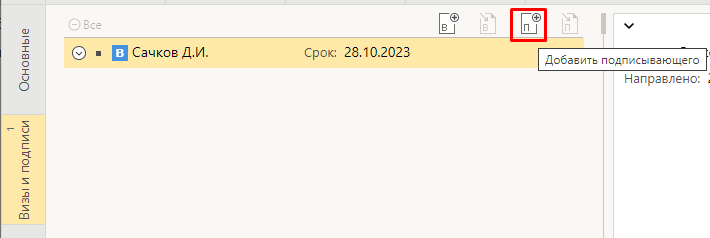 Все
В В П П
В Сачков Д.И. Срок: 28.10.2023
Добавить подписывающего
Направлено:
Основные
1
Визы и подписи